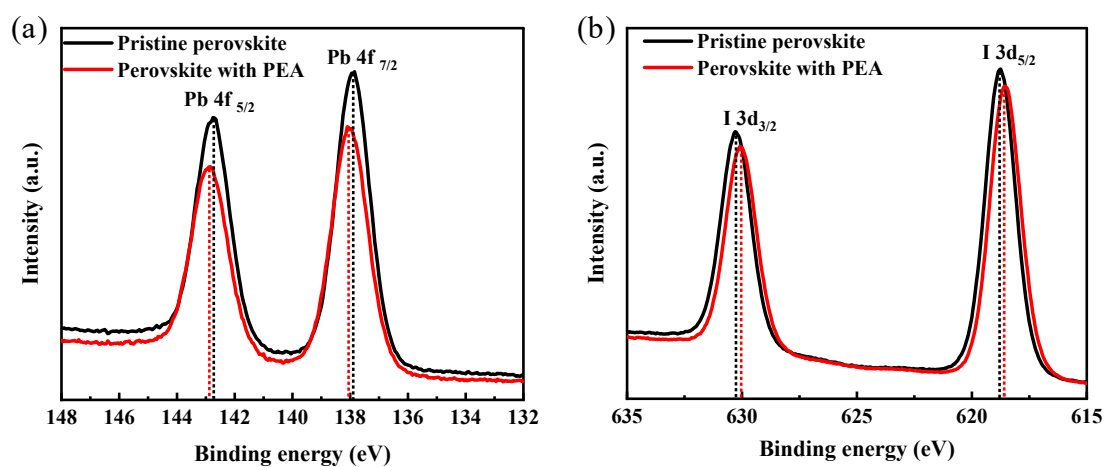 (a)
Pristine perovskite
Perovskite with PEA
Pb 4f 7/2
Pb 4f 5/2
Intensity (a.u.)
148 146 144 142 140 138 136 134 132
Binding energy (eV)
(b)
Pristine perovskite
Perovskite with PEA
I 3d5/2
I 3d3/2
Intensity (a.u.)
635 630 625 620 615
Binding energy (eV)